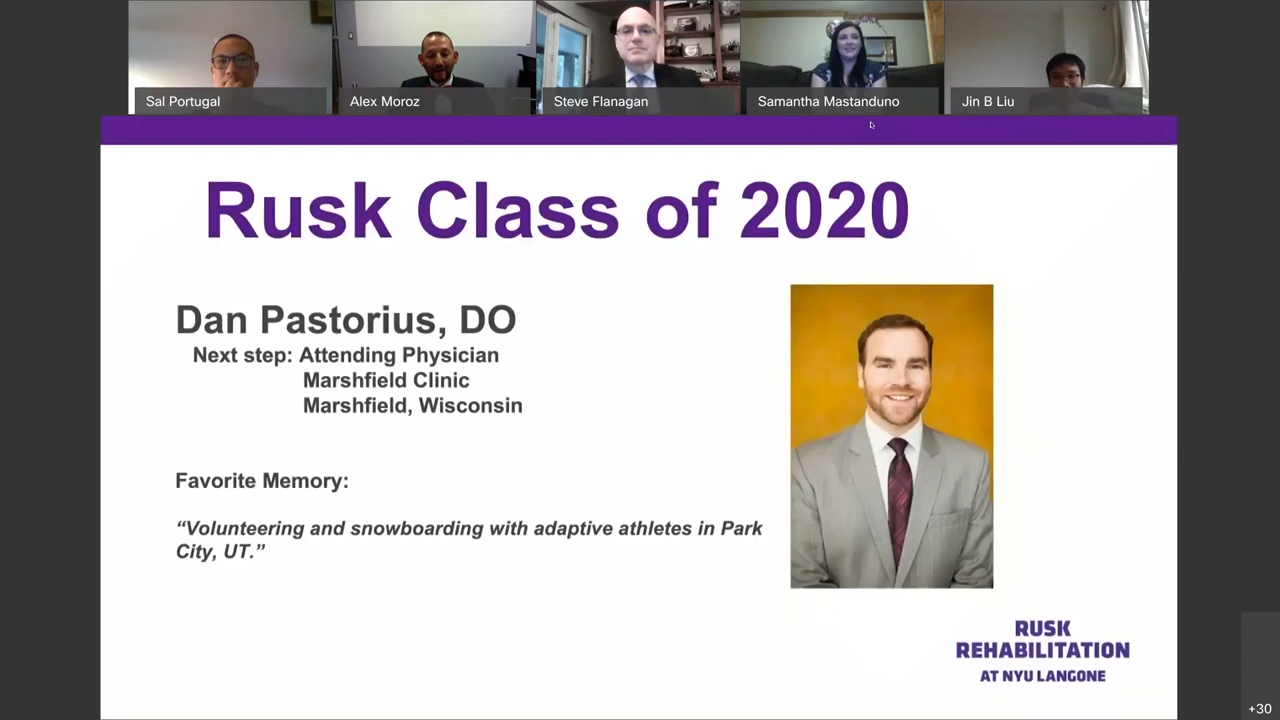 Sal Portugal
Alex Moroz
Steve Flanagan
Samantha Mastanduno
Jin B Liu
Rusk Class of 2020
Dan Pastorius, DO
Next step: Attending Physician
Marshfield Clinic
Marshfield, Wisconsin
Favorite Memory:
“Volunteering and snowboarding with adaptive athletes in Park
City, UT.”
RUSK
REHABILITATION
AT NYU LANGONE
+30